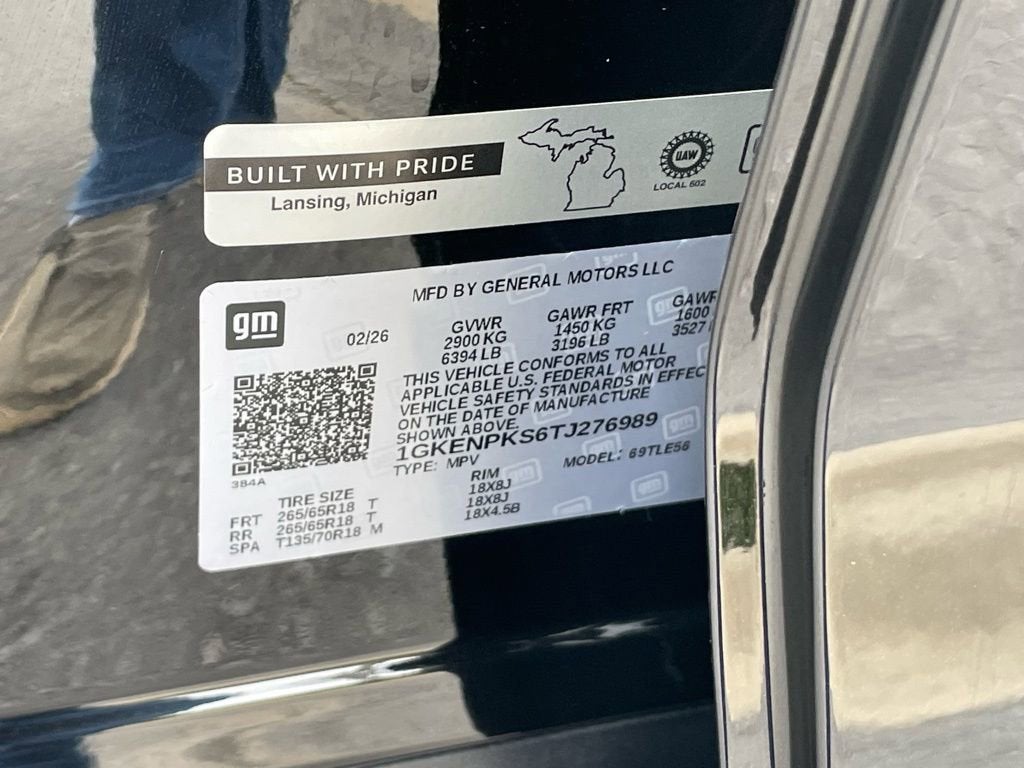 BUILT WITH PRIDE
Lansing, Michigan
UAW
LOCAL 602
gm
MFD BY GENERAL MOTORS LLC
02/26
GVWR GAWR FRT
2900 KG 1450 KG 1600
6394 LB 3196 LB 3527
THIS VEHICLE CONFORMS TO ALL
APPLICABLE U.S. FEDERAL MOTOR
VEHICLE SAFETY STANDARDS IN EFFEC
ON THE DATE OF MANUFACTURE
SHOWN ABOVE.
1GKENPKS6TJ276989
TYPE: MPV MODEL: 69TLE56
384A
TIRE SIZE RIM
FRT 265/65R18 T 18X8J
RR 265/65R18 T 18X8J
SPA T135/70R18 M 18X4.5B